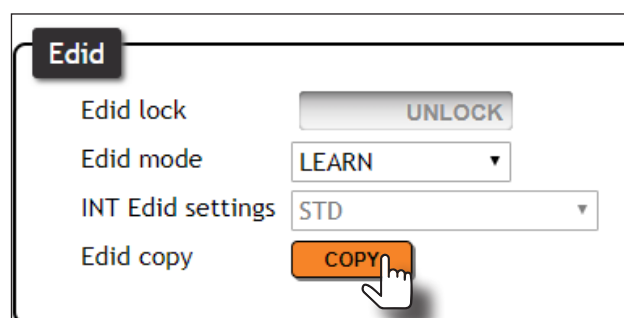 Edid
Edid lock UNLOCK
Edid mode LEARN
INT Edid settings STD
Edid copy COPY